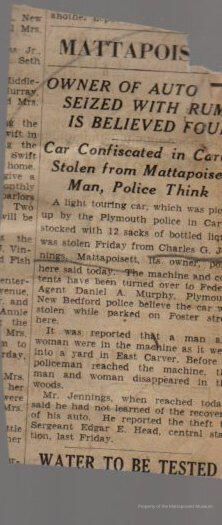 New
Mrs.
as Jr.
Seth
Middle-
Murray,
d Mrs.
g the
wift in
g the
Swift
home.
give a
onthly
parlors
Two
will be
the
. Vin-
d Fish
enter-
venue
, and
Annie
the
Mrs.
n to
rday,
Mrs.
were
Mrs.
ttle
her
another
MATTAPOIS
OWNER OF AUTO
SEIZED WITH RUM
IS BELIEVED FOU
Car Confiscated in Car
Stolen from Mattapoise
Man, Police Think
A light touring car, which was pic
up by the Plymouth police in Car
stocked with 12 sacks of bottled liq
was stolen Friday from Charles G. J
nings, Mattapoisett, its owner, po
here said today. The machine and c
tents have been turned over to Fede
Agent Daniel A. Murphy, Plymou
New Bedford police believe the car w
stolen while parked on Foster stre
here.
It was reported that a man a
woman were in the machine as it we
into a yard in East Carver. Before
policeman reached the machine, t
man and woman disappeared in t
woods.
Mr. Jennings, when reached toda
said he had not learned of the recove
of his auto. He reported the theft
Sergeant Edgar E. Head, central sta
tion, last Friday.
WATER TO BE TESTED
Property of the Mattapoisett Museum